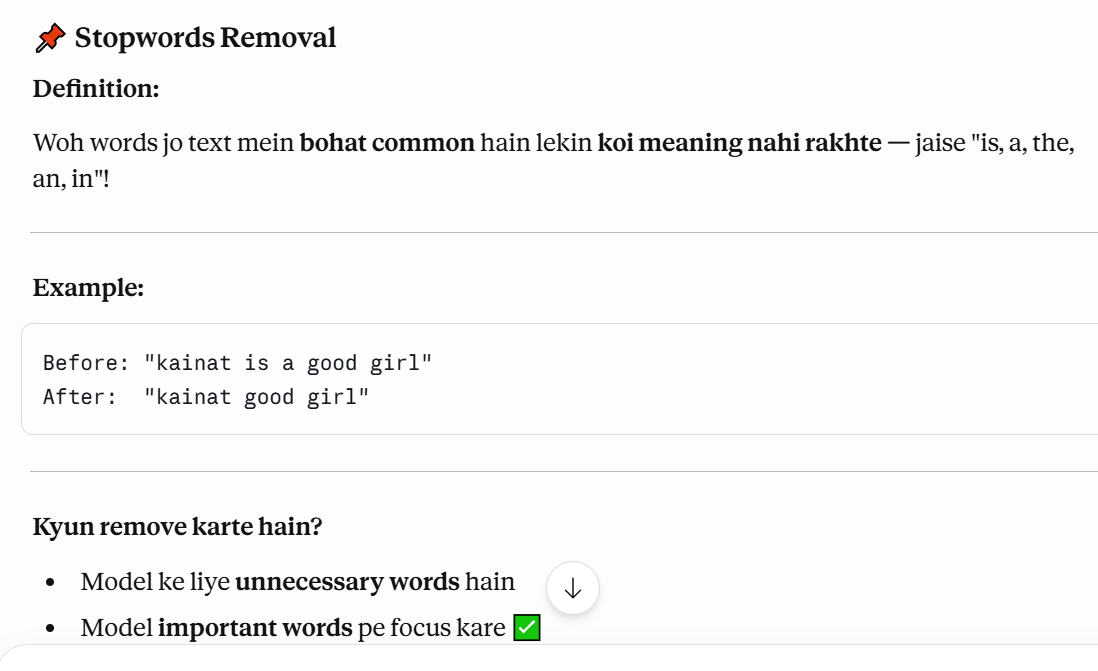 📌 Stopwords Removal
Definition:
Woh words jo text mein bohat common hain lekin koi meaning nahi rakhte — jaise "is, a, the,
an, in"!
Example:
Before: "kainat is a good girl"
After:  "kainat good girl"
Kyun remove karte hain?
• Model ke liye unnecessary words hain
• Model important words pe focus kare ✅